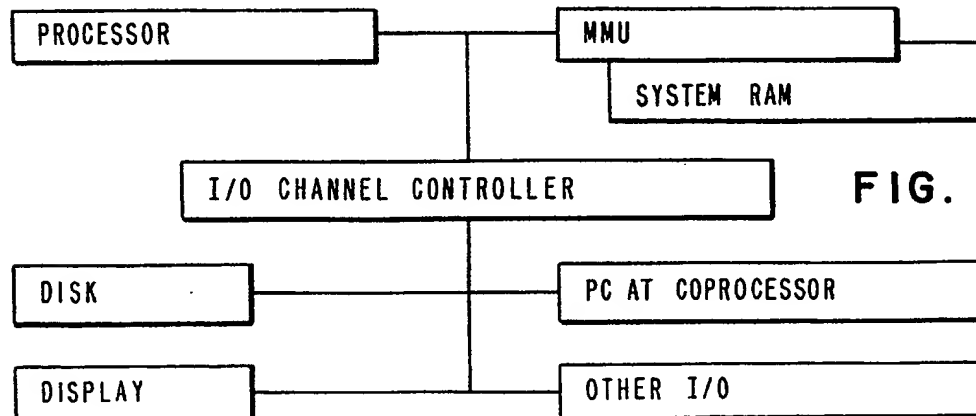 PROCESSOR
MMU
SYSTEM RAM
I/O CHANNEL CONTROLLER
FIG.
DISK
PC AT COPROCESSOR
DISPLAY
OTHER I/O